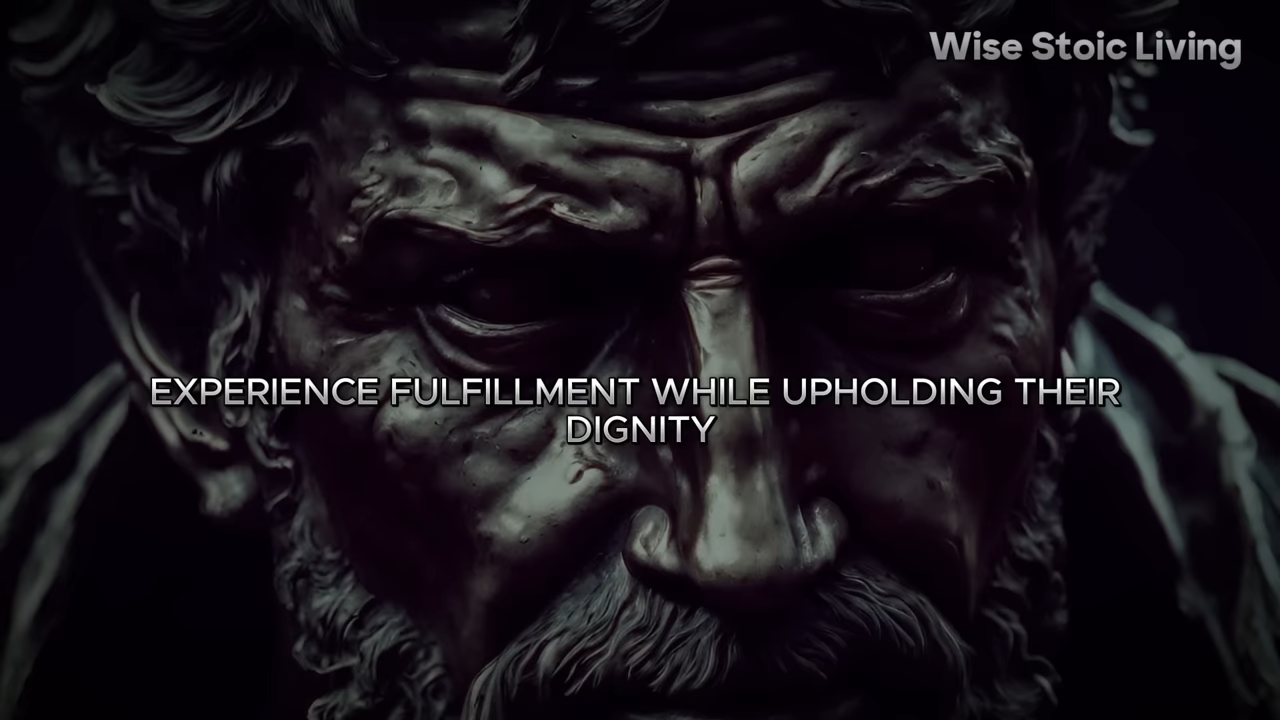 Wise Stoic Living
EXPERIENCE FULFILLMENT WHILE UPHOLDING THEIR
DIGNITY